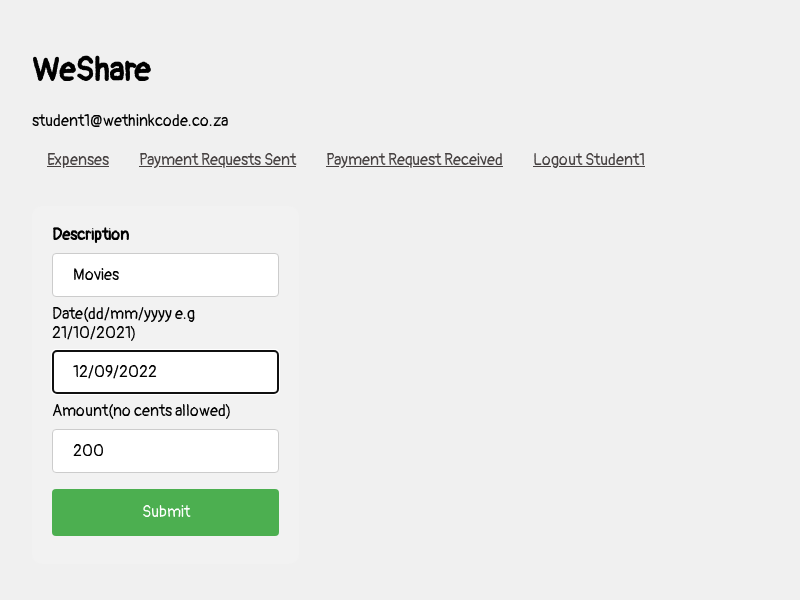 WeShare
student1@wethinkcode.co.za
Expenses Payment Requests Sent Payment Request Received Logout Student1
Description
Movies
Date(dd/mm/yyyy e.g
21/10/2021)
12/09/2022
Amount(no cents allowed)
200
Submit